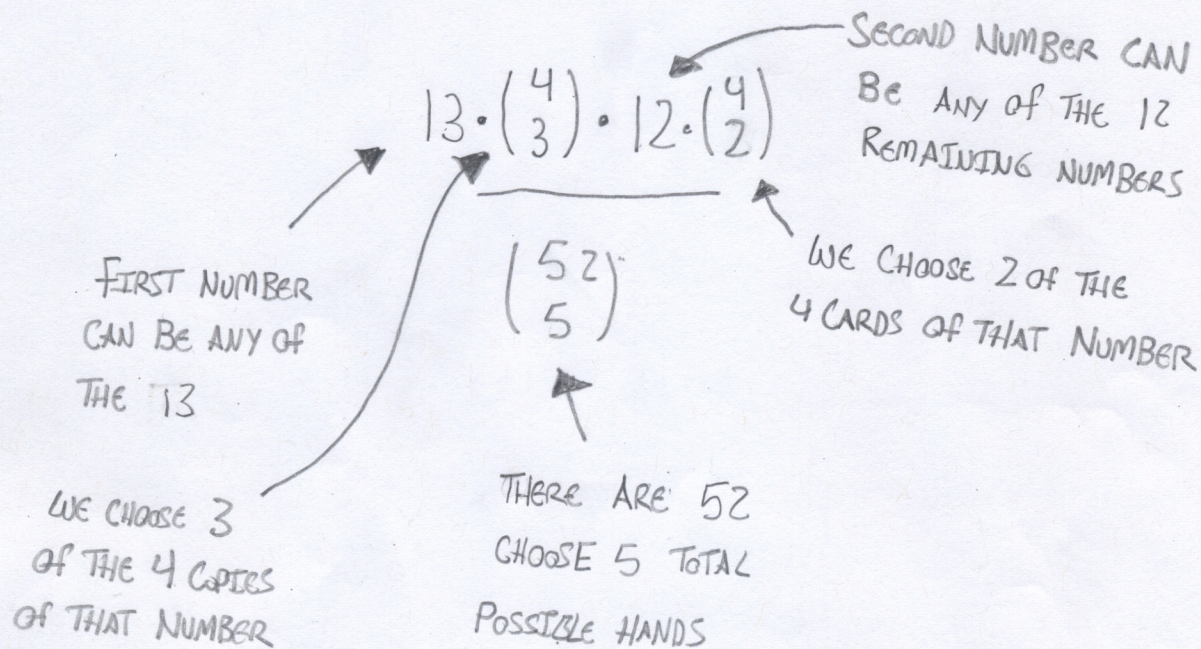 SECOND NUMBER CAN
BE ANY OF THE 12
REMAINING NUMBERS
13 · (4 3) · 12 · (4 2)
(52 5)
FIRST NUMBER
CAN BE ANY OF
THE 13
WE CHOOSE 2 OF THE
4 CARDS OF THAT NUMBER
WE CHOOSE 3
OF THE 4 COPIES
OF THAT NUMBER
THERE ARE 52
CHOOSE 5 TOTAL
POSSIBLE HANDS